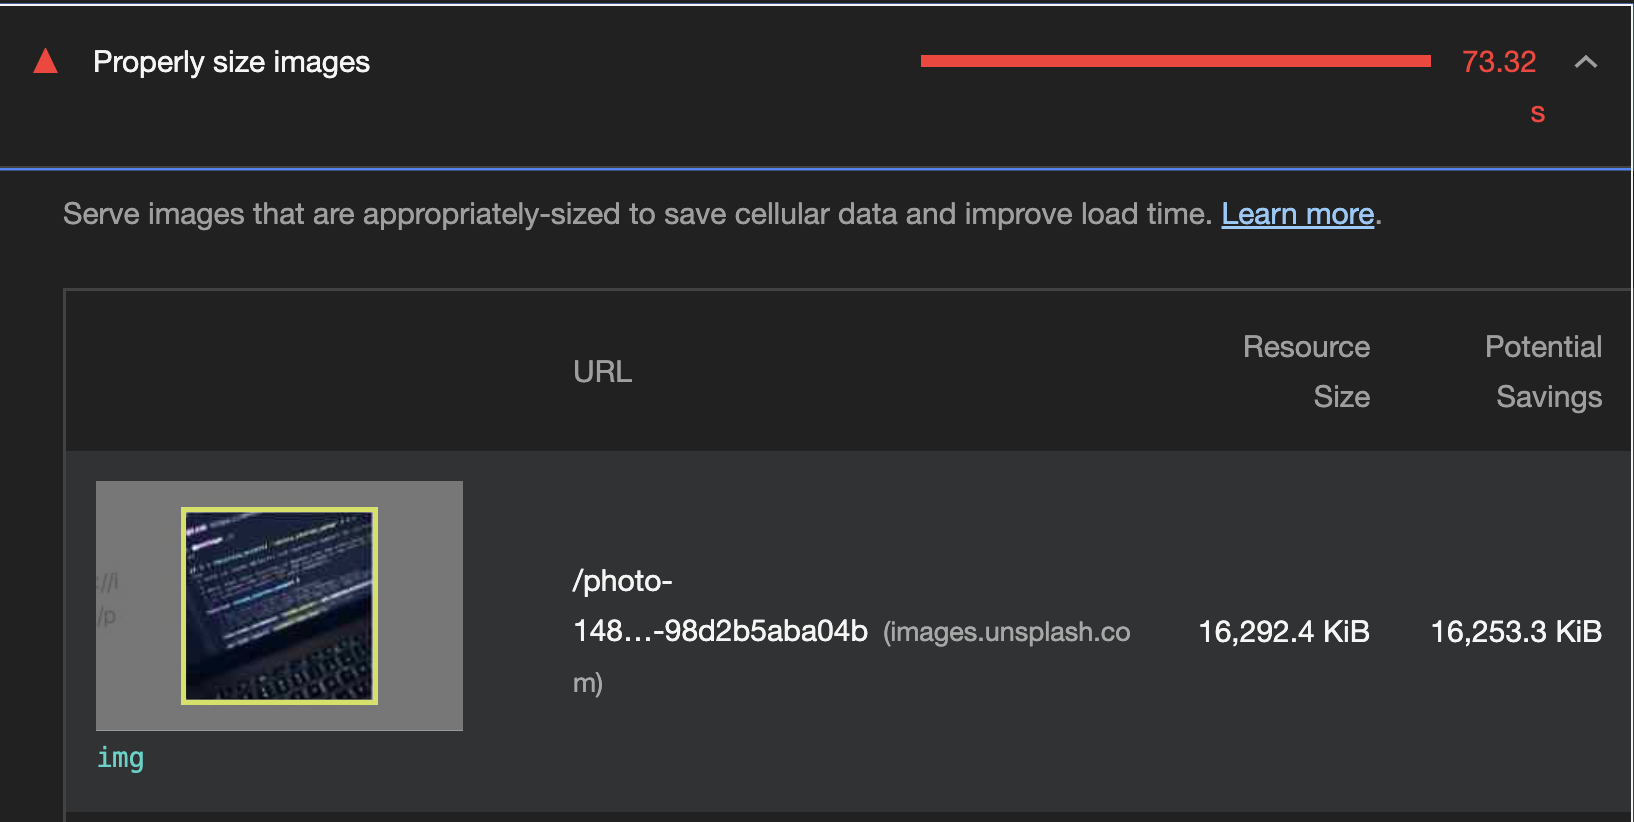 Properly size images
73.32
s
Serve images that are appropriately-sized to save cellular data and improve load time. Learn more.
URL
Resource
Size
Potential
Savings
://i
/p
/photo-
148...-98d2b5aba04b (images.unsplash.co
m)
16,292.4 KiB
16,253.3 KiB
img